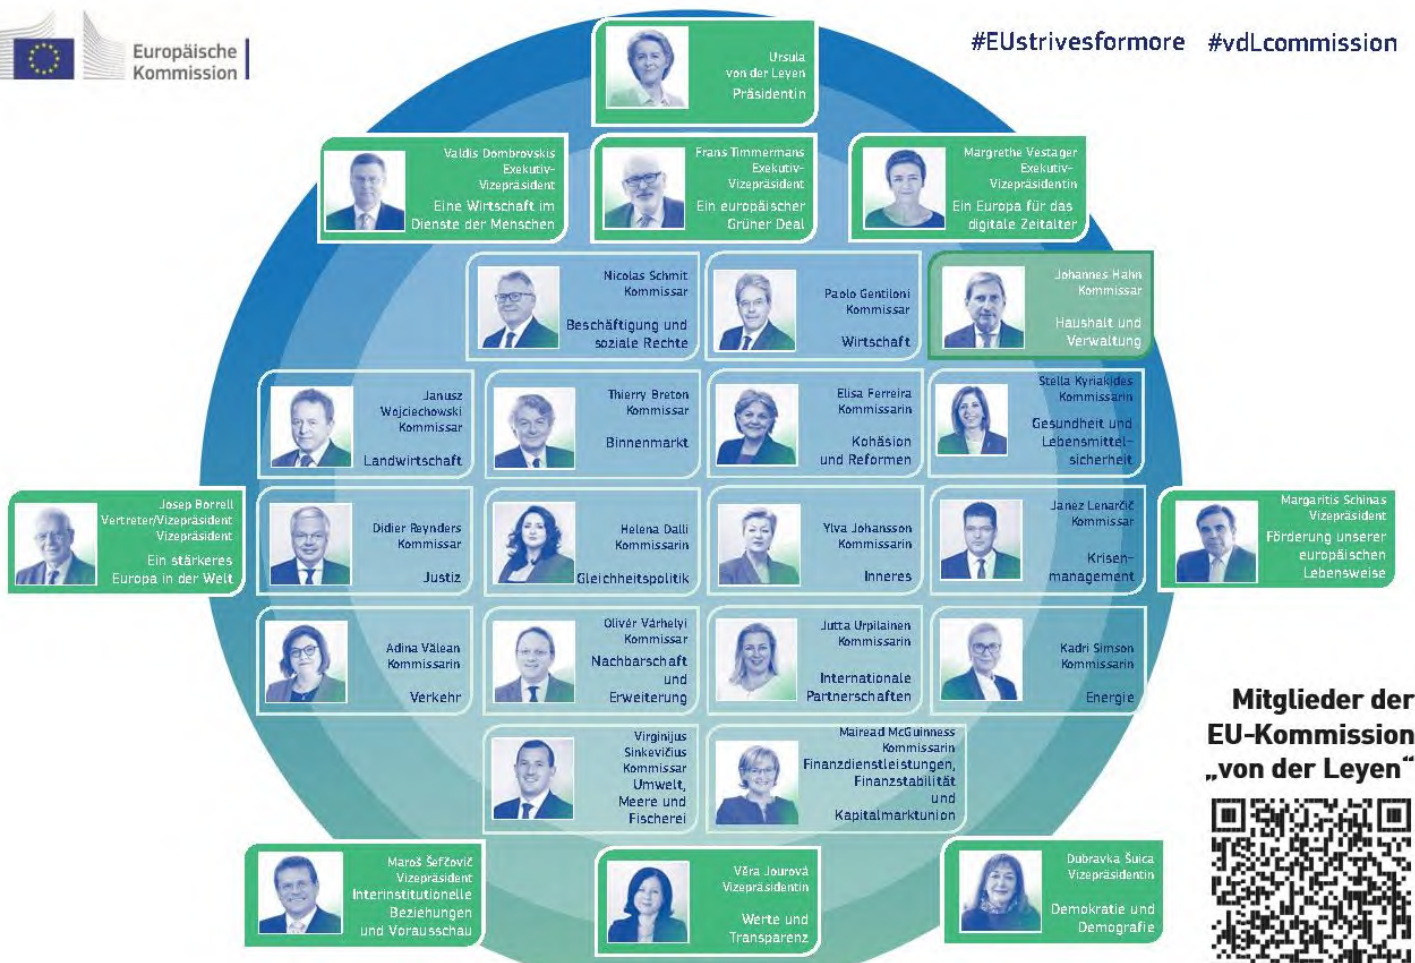 Europäische
Kommission
#EUstrivesformore #vdLcommission
Ursula
von der Leyen
Präsidentin
Valdis Dombrovskis
Exekutiv-
Vizepräsident
Eine Wirtschaft im
Dienste der Menschen
Frans Timmermans
Exekutiv-
Vizepräsident
Ein europäischer
Grüner Deal
Margrethe Vestager
Exekutiv-
Vizepräsidentin
Ein Europa für das
digitale Zeitalter
Nicolas Schmit
Kommissar
Beschäftigung und
soziale Rechte
Paolo Gentiloni
Kommissar
Wirtschaft
Johannes Hahn
Kommissar
Haushalt und
Verwaltung
Janusz
Wojciechowski
Kommissar
Landwirtschaft
Thierry Breton
Kommissar
Binnenmarkt
Elisa Ferreira
Kommissarin
Kohäsion
und Reformen
Stella Kyriakides
Kommissarin
Gesundheit und
Lebensmittel-
sicherheit
Josep Borrell
Vertreter/Vizepräsident
Vizepräsident
Ein stärkeres
Europa in der Welt
Didier Reynders
Kommissar
Justiz
Helena Dalli
Kommissarin
Gleichheitspolitik
Ylva Johansson
Kommissarin
Inneres
Janez Lenarčič
Kommissar
Krisen-
management
Margaritis Schinas
Vizepräsident
Förderung unserer
europäischen
Lebensweise
Adina Vălean
Kommissarin
Verkehr
Olivér Várhelyi
Kommissar
Nachbarschaft
und
Erweiterung
Jutta Urpilainen
Kommissarin
Internationale
Partnerschaften
Kadri Simson
Kommissarin
Energie
Virginijus
Sinkevičius
Kommissar
Umwelt,
Meere und
Fischerei
Mairead McGuinness
Kommissarin
Finanzdienstleistungen,
Finanzstabilität
und
Kapitalmarktunion
Mitglieder der
EU-Kommission
„von der Leyen“
Maroš Šefčovič
Vizepräsident
Interinstitutionelle
Beziehungen
und Vorausschau
Věra Jourová
Vizepräsidentin
Werte und
Transparenz
Dubravka Šuica
Vizepräsidentin
Demokratie und
Demografie